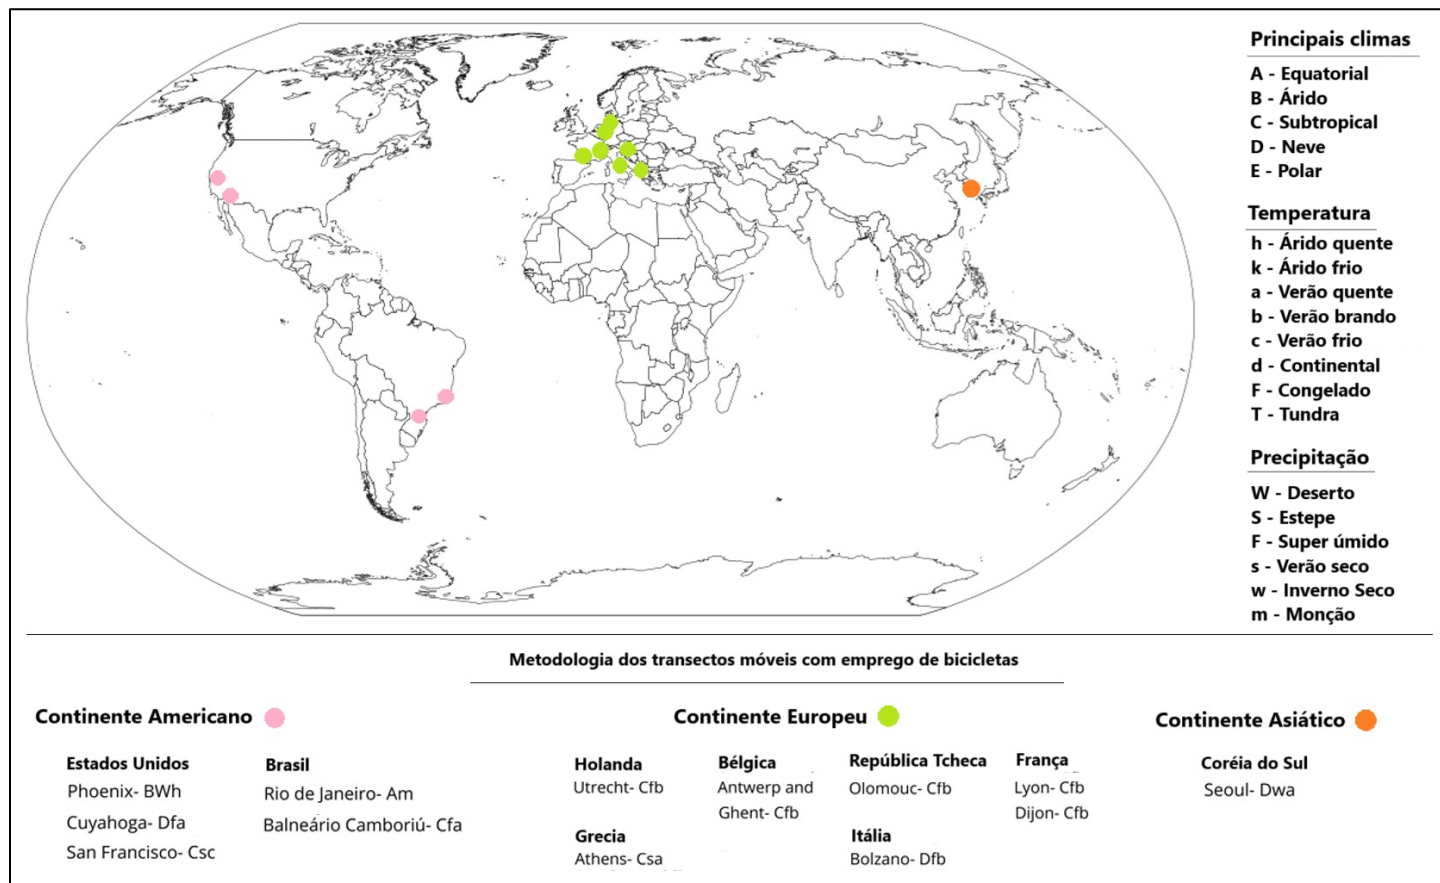 Principais climas
A - Equatorial
B - Árido
C - Subtropical
D - Neve
E - Polar
Temperatura
h - Árido quente
k - Árido frio
a - Verão quente
b - Verão brando
c - Verão frio
d - Continental
F - Congelado
T - Tundra
Precipitação
W - Deserto
S - Estepe
F - Super úmido
s - Verão seco
w - Inverno Seco
m - Monção
Metodologia dos transectos móveis com emprego de bicicletas
Continente Americano
Estados Unidos
Phoenix- BWh
Cuyahoga- Dfa
San Francisco- Csc
Brasil
Rio de Janeiro- Am
Balneário Camboriú- Cfa
Continente Europeu
Holanda
Utrecht- Cfb
Bélgica
Antwerp and
Ghent- Cfb
República Tcheca
Olomouc- Cfb
França
Lyon- Cfb
Dijon- Cfb
Grecia
Athens- Csa
Itália
Bolzano- Dfb
Continente Asiático
Coréia do Sul
Seoul- Dwa